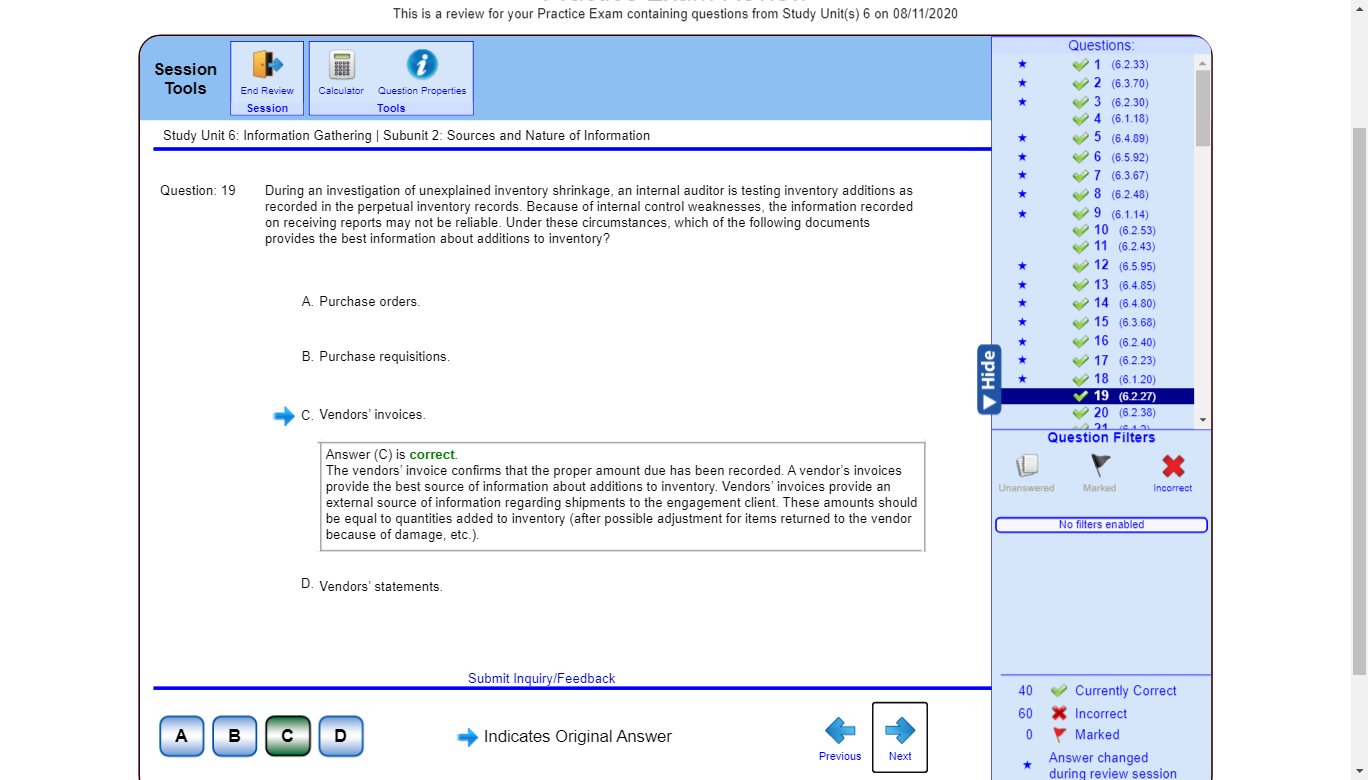 This is a review for your Practice Exam containing questions from Study Unit(s) 6 on 08/11/2020
Session
Tools
End Review
Session
Calculator
Question Properties
Tools
Study Unit 6: Information Gathering | Subunit 2: Sources and Nature of Information
Question: 19
During an investigation of unexplained inventory shrinkage, an internal auditor is testing inventory additions as
recorded in the perpetual inventory records. Because of internal control weaknesses, the information recorded
on receiving reports may not be reliable. Under these circumstances, which of the following documents
provides the best information about additions to inventory?
A. Purchase orders.
B. Purchase requisitions.
C. Vendors' invoices.
Answer (C) is correct.
The vendors' invoice confirms that the proper amount due has been recorded. A vendor's invoices
provide the best source of information about additions to inventory. Vendors' invoices provide an
external source of information regarding shipments to the engagement client. These amounts should
be equal to quantities added to inventory (after possible adjustment for items returned to the vendor
because of damage, etc.).
D. Vendors' statements.
Submit Inquiry/Feedback
A
B
C
D
Indicates Original Answer
Previous
Next
Hide
Questions:
1 (6.2.33)
2 (6.3.70)
3 (6.2.30)
4 (6.1.18)
5 (6.4.89)
6 (6.5.92)
7 (6.3.67)
8 (6.2.48)
9 (6.1.14)
10 (6.2.53)
11 (6.2.43)
12 (6.5.95)
13 (6.4.85)
14 (6.4.80)
15 (6.3.68)
16 (6.2.40)
17 (6.2.23)
18 (6.1.20)
19 (6.2.27)
20 (6.2.38)
Question Filters
Unanswered
Marked
Incorrect
No filters enabled
40 Currently Correct
60 Incorrect
0 Marked
Answer changed
during review session